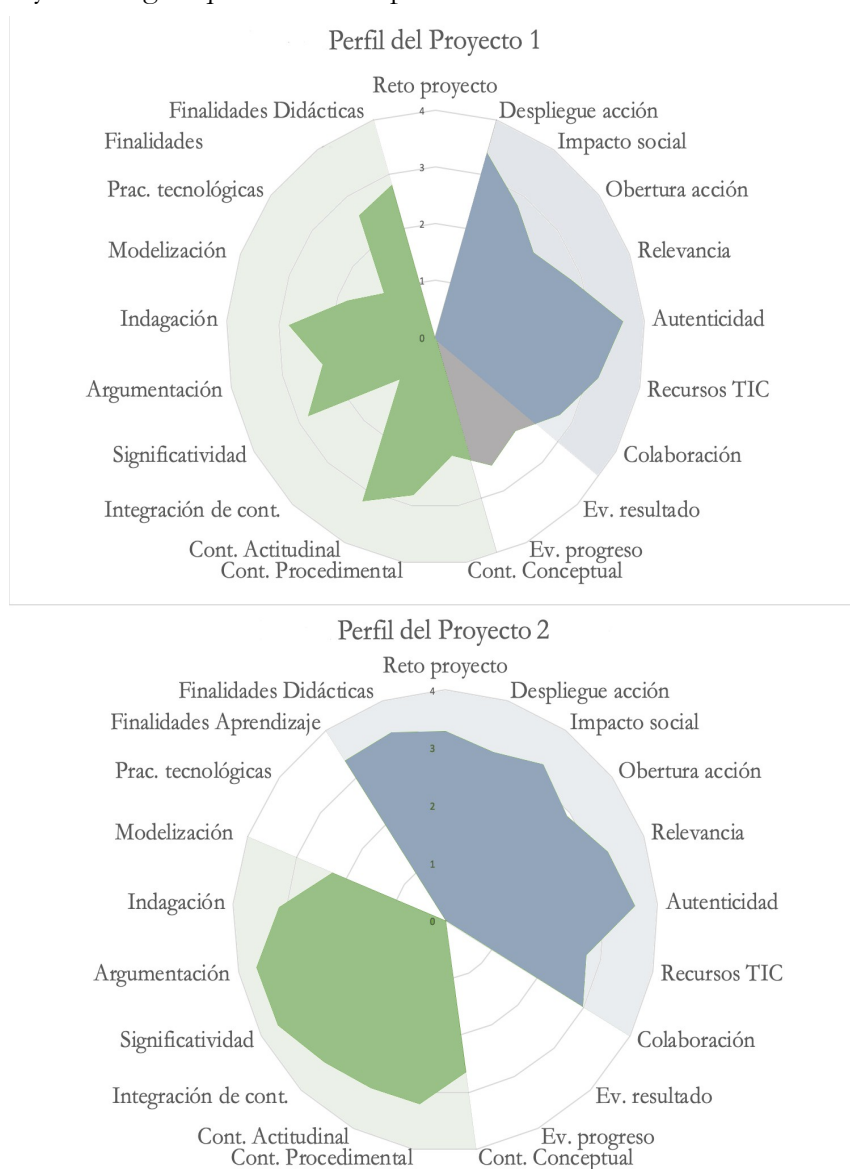 Perfil del Proyecto 1
Reto proyecto
Finalidades Didácticas
Despliegue acción
4
Finalidades
Impacto social
3
Prac. tecnológicas
Obertura acción
2
Modelización
Relevancia
1
Indagación
Autenticidad
0
Argumentación
Recursos TIC
Significatividad
Colaboración
Integración de cont.
Ev. resultado
Cont. Actitudinal
Ev. progreso
Cont. Procedimental
Cont. Conceptual
Perfil del Proyecto 2
Reto proyecto
Finalidades Didácticas
Despliegue acción
4
Finalidades Aprendizaje
Impacto social
3
Prac. tecnológicas
Obertura acción
2
Modelización
Relevancia
1
Indagación
Autenticidad
0
Argumentación
Recursos TIC
Significatividad
Colaboración
Integración de cont.
Ev. resultado
Cont. Actitudinal
Ev. progreso
Cont. Procedimental
Cont. Conceptual